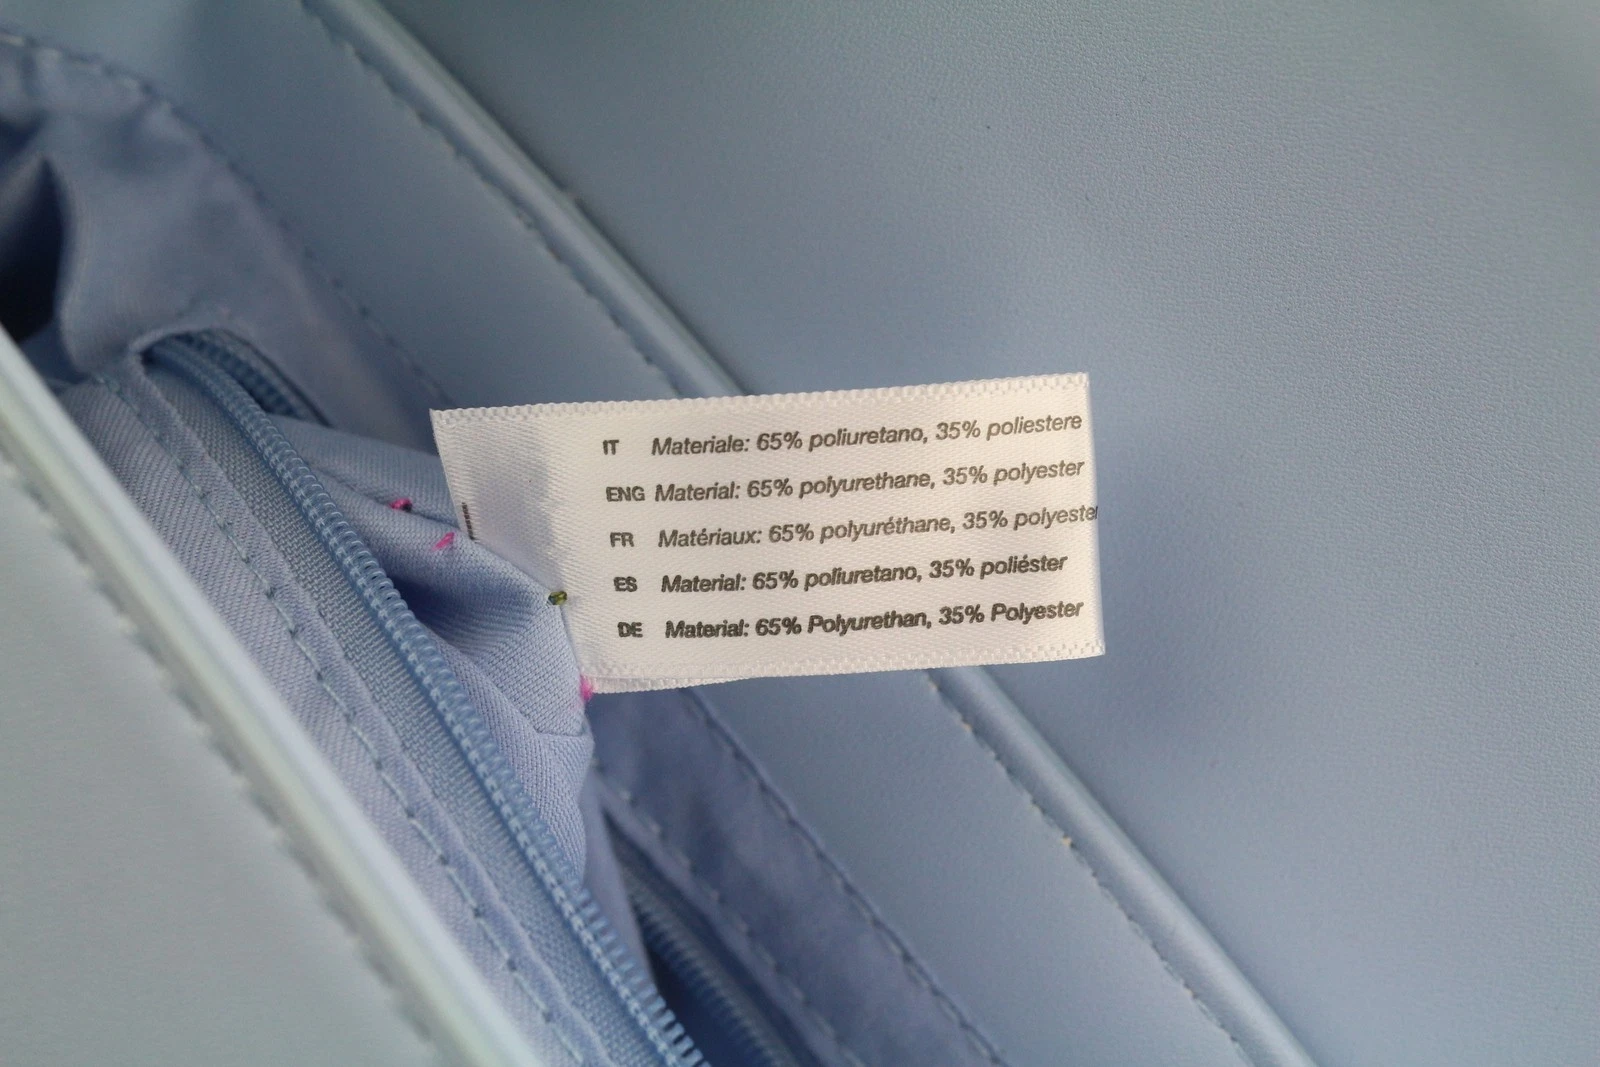 IT Materiale: 65% poliuretano, 35% poliestere
ENG Material: 65% polyurethane, 35% polyester
FR Matériaux: 65% polyuréthane, 35% polyester
ES Material: 65% poliuretano, 35% poliéster
DE Material: 65% Polyurethan, 35% Polyester